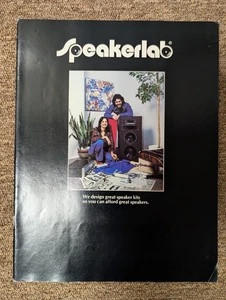 Speakerlab®
We design great speaker kits
so you can afford great speakers.